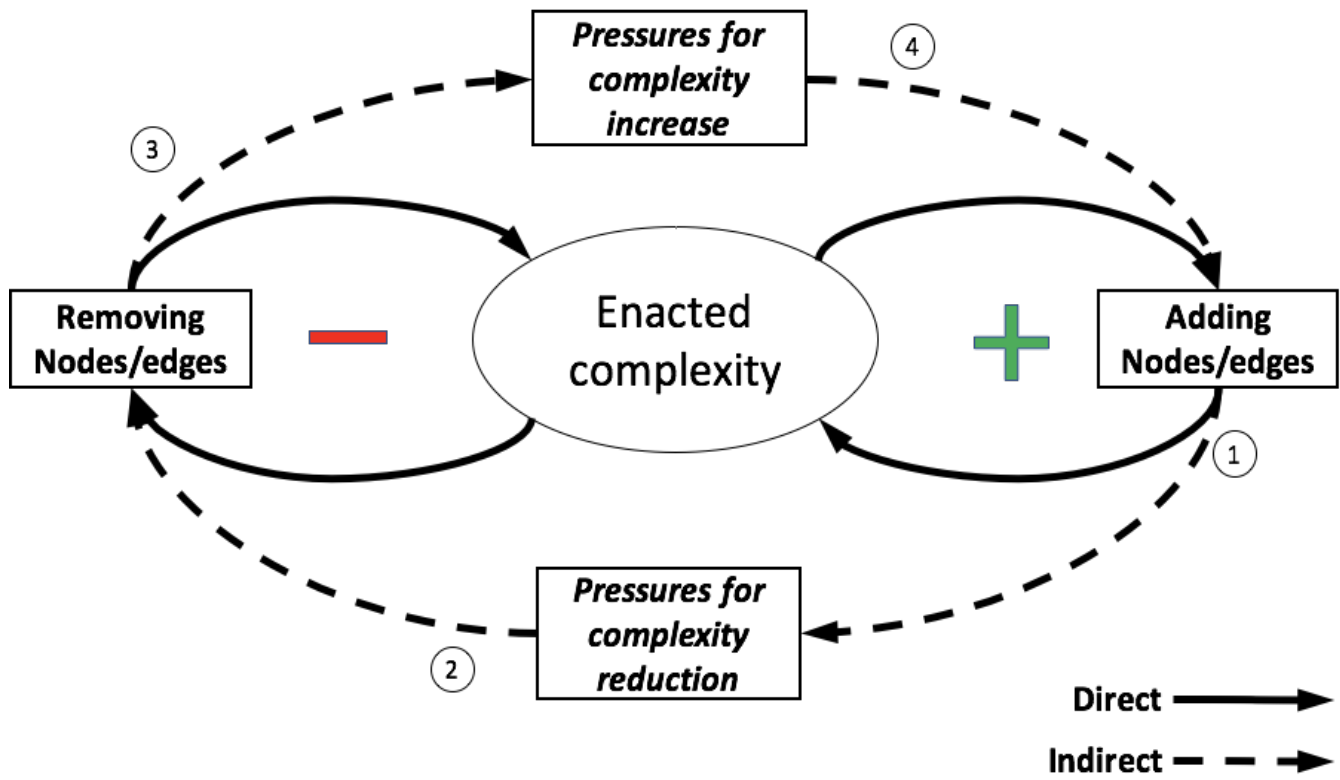 Pressures for
complexity
increase
4
3
Removing
Nodes/edges
Enacted
complexity
Adding
Nodes/edges
1
Pressures for
complexity
reduction
2
Direct
Indirect